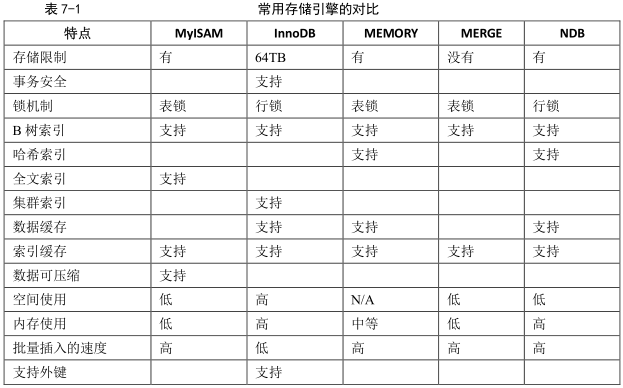 表 7-1 常用存储引擎的对比
特点 MyISAM InnoDB MEMORY MERGE NDB
存储限制 有 64TB 有 没有 有
事务安全 支持
锁机制 表锁 行锁 表锁 表锁 行锁
B 树索引 支持 支持 支持 支持 支持
哈希索引 支持 支持
全文索引 支持
集群索引 支持
数据缓存 支持 支持 支持
索引缓存 支持 支持 支持 支持 支持
数据可压缩 支持
空间使用 低 高 N/A 低 低
内存使用 低 高 中等 低 高
批量插入的速度 高 低 高 高 高
支持外键 支持